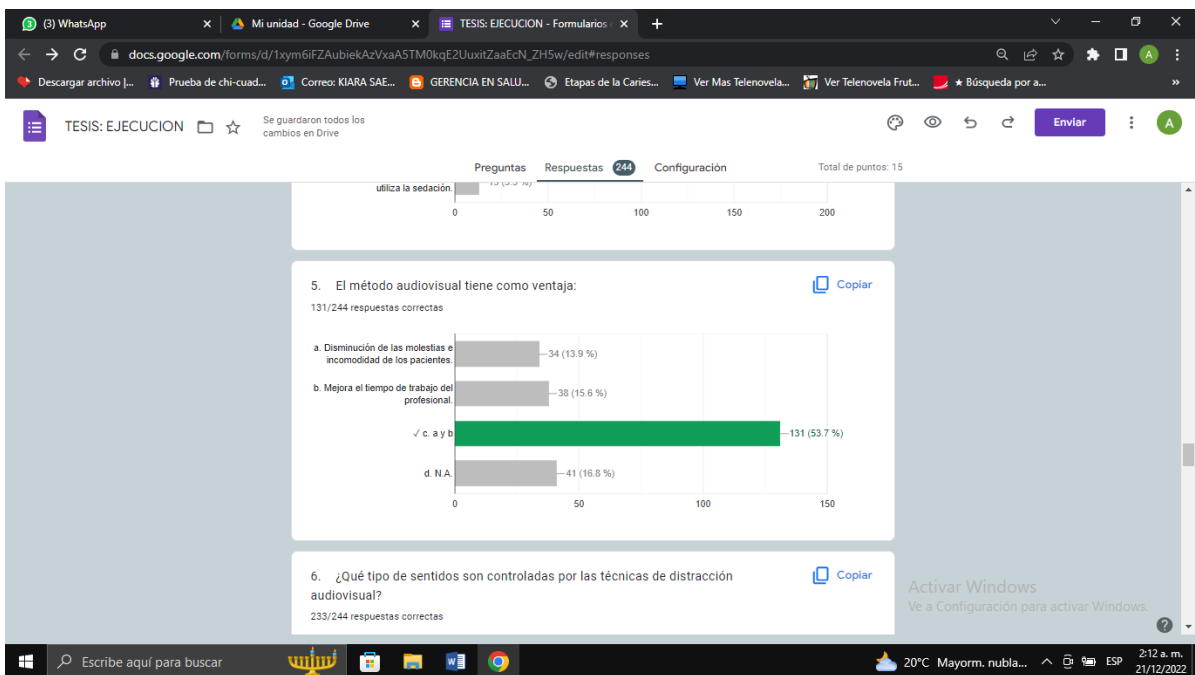 (3) WhatsApp
Mi unidad - Google Drive
TESIS: EJECUCION - Formularios
docs.google.com/forms/d/1xym6iFZAubiekAzVxaA5TM0kqE2UuxitZaaEcN_ZH5w/edit#responses
A
Descargar archivo |... Prueba de chi-cuad... Correo: KIARA SAE... GERENCIA EN SALU... Etapas de la Caries... Ver Mas Telenovela... Ver Telenovela Frut... ★ Búsqueda por a... »
TESIS: EJECUCION
Se guardaron todos los
cambios en Drive
Enviar
A
Preguntas Respuestas 244 Configuración Total de puntos: 15
utiliza la sedación.
0 50 100 150 200
5. El método audiovisual tiene como ventaja:
Copiar
131/244 respuestas correctas
a. Disminución de las molestias e
incomodidad de los pacientes.
34 (13.9 %)
b. Mejora el tiempo de trabajo del
profesional.
38 (15.6 %)
✓ c. a y b
131 (53.7 %)
d. N.A.
41 (16.8 %)
0 50 100 150
6. ¿Qué tipo de sentidos son controladas por las técnicas de distracción
audiovisual?
Copiar
233/244 respuestas correctas
Activar Windows
Ve a Configuración para activar Windows.
Escribe aquí para buscar
20°C Mayorm. nubla...
ESP
2:12 a. m.
21/12/2022